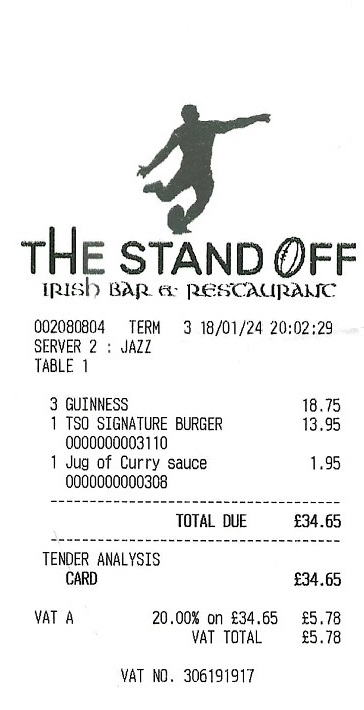 THE STAND OFF
IRISH BAR & RESTAURANT
002080804 TERM 3 18/01/24 20:02:29
SERVER 2 : JAZZ
TABLE 1
3 GUINNESS 18.75
1 TSO SIGNATURE BURGER 13.95
0000000003110
1 Jug of Curry sauce 1.95
0000000000308
TOTAL DUE £34.65
TENDER ANALYSIS
CARD £34.65
VAT A 20.00% on £34.65 £5.78
VAT TOTAL £5.78
VAT NO. 306191917